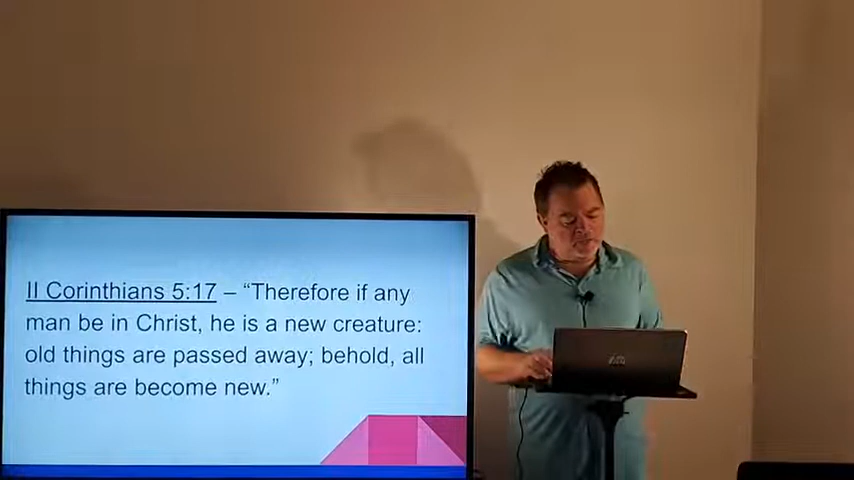 II Corinthians 5:17 – “Therefore if any
man be in Christ, he is a new creature:
old things are passed away; behold, all
things are become new.”
hp